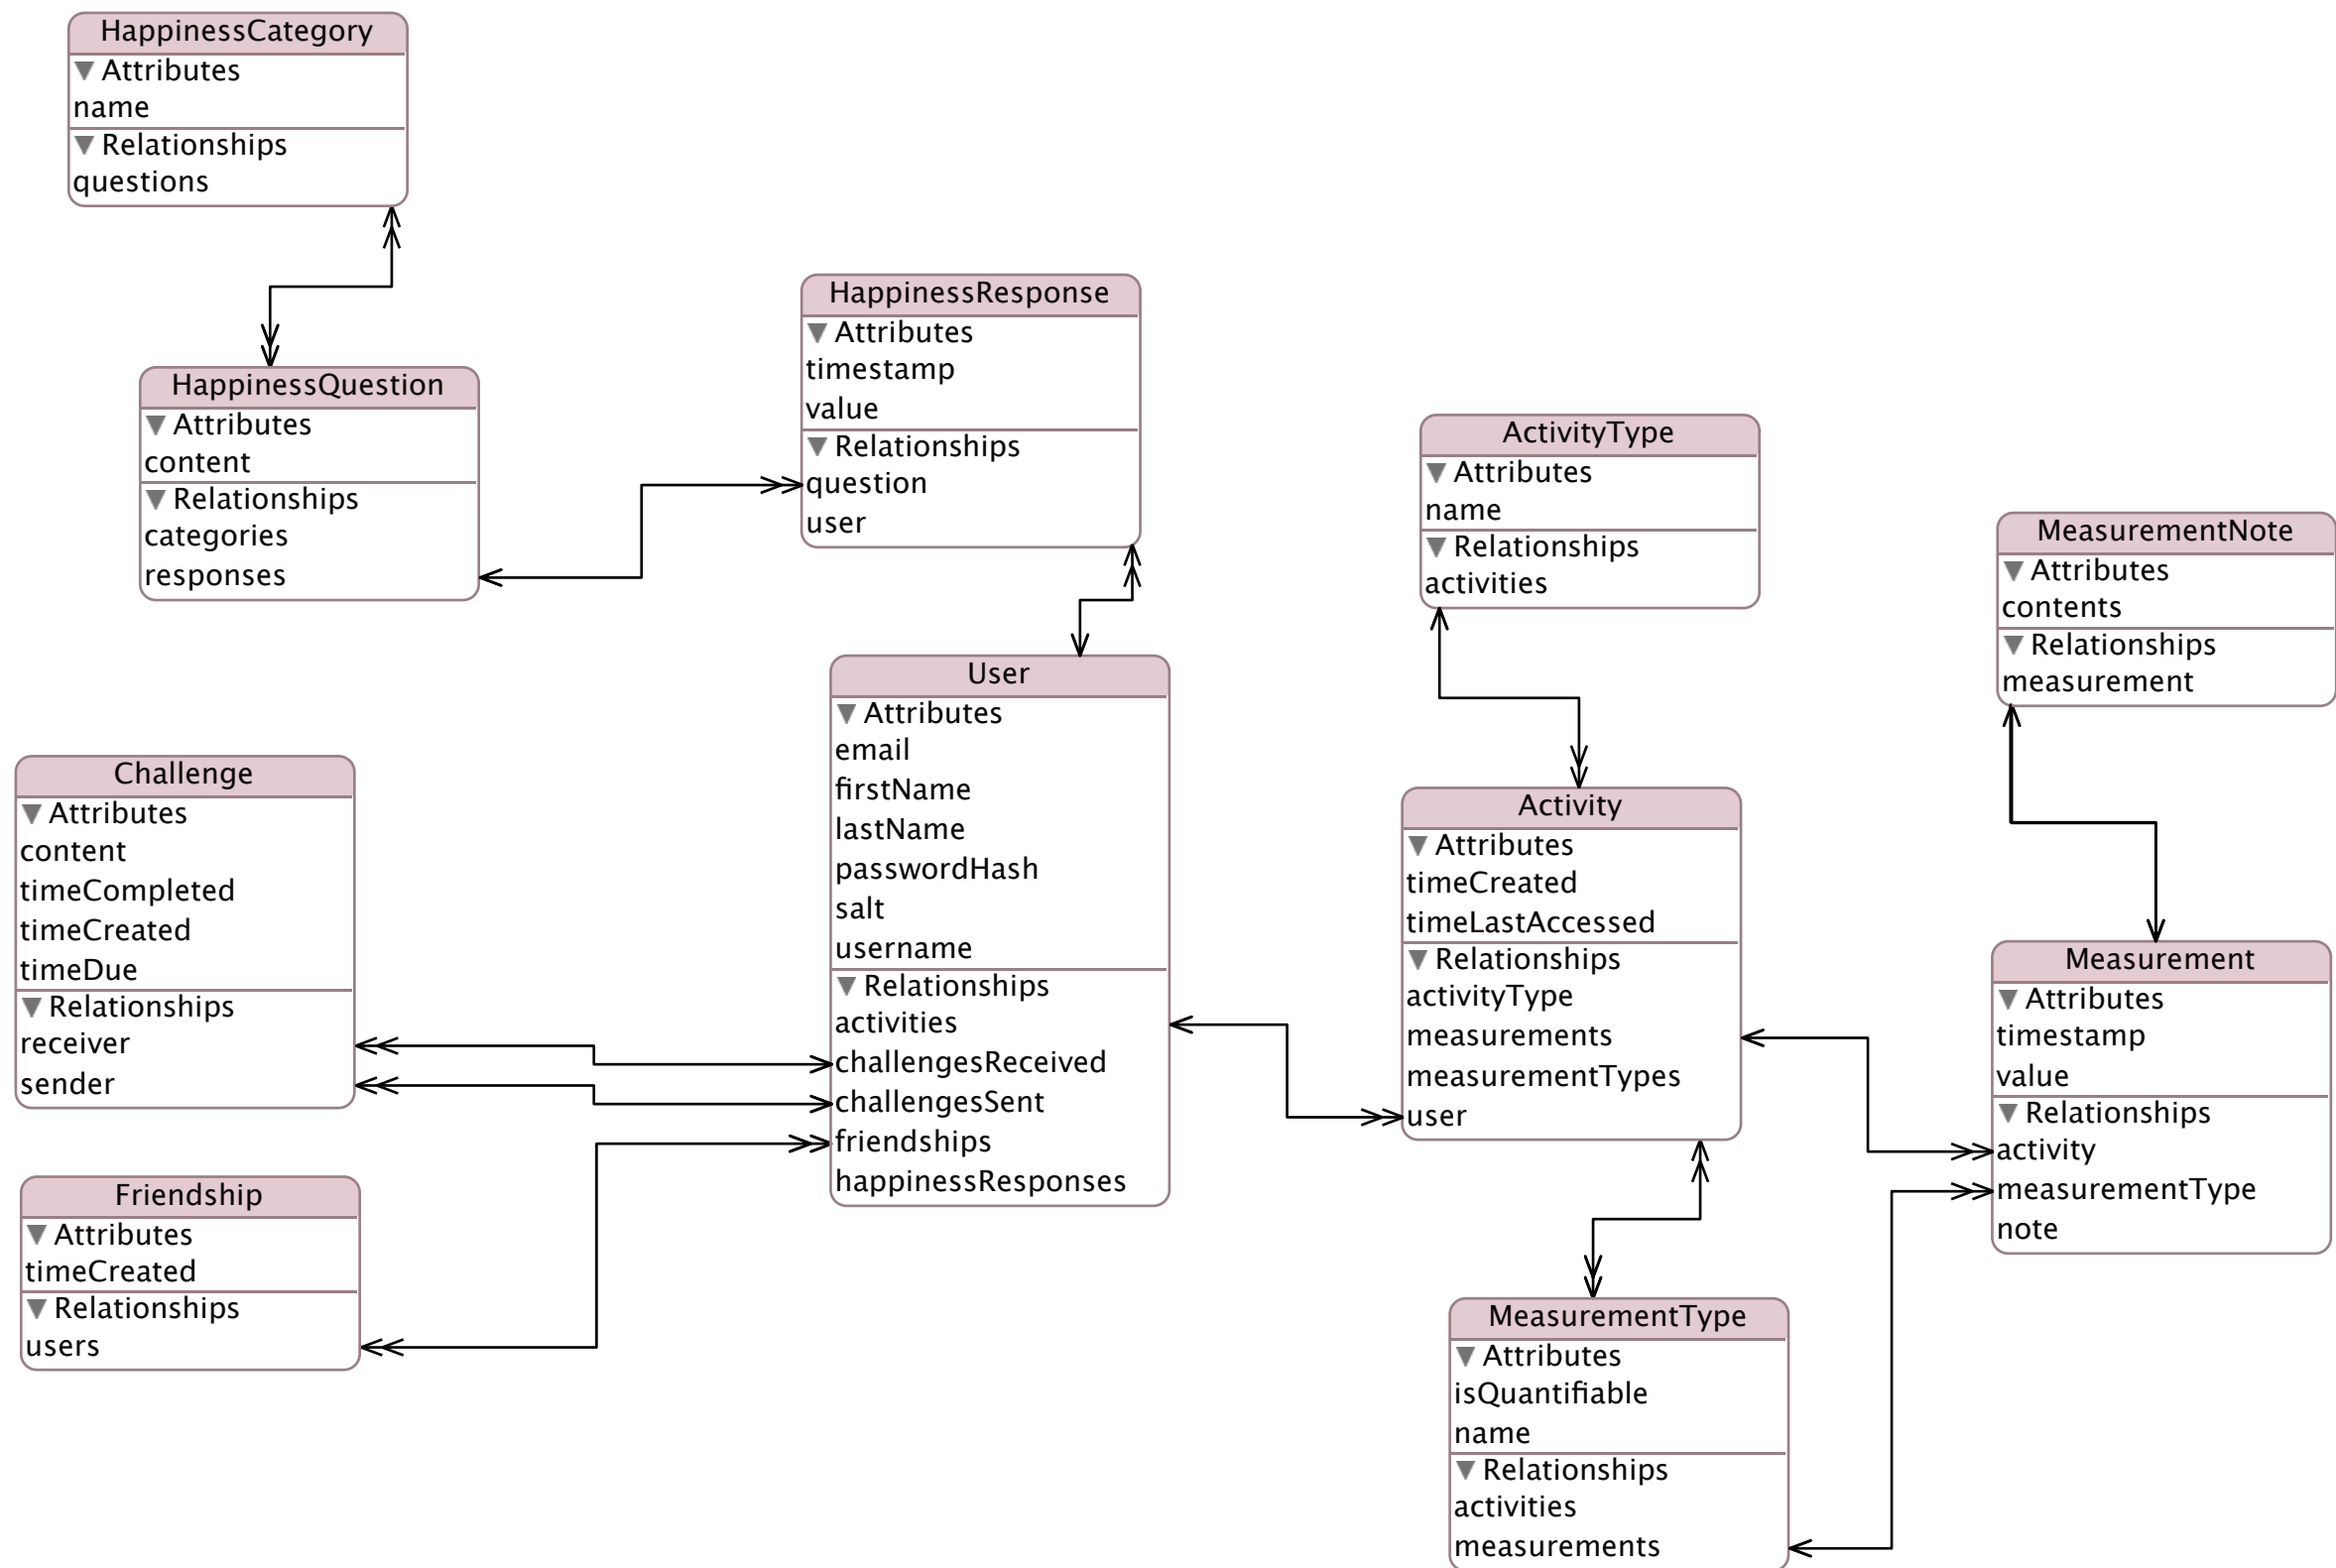 HappinessCategory
Attributes
name
Relationships
questions
HappinessQuestion
Attributes
content
Relationships
categories
responses
HappinessResponse
Attributes
timestamp
value
Relationships
question
user
User
Attributes
email
firstName
lastName
passwordHash
salt
username
Relationships
activities
challengesReceived
challengesSent
friendships
happinessResponses
Challenge
Attributes
content
timeCompleted
timeCreated
timeDue
Relationships
receiver
sender
Friendship
Attributes
timeCreated
Relationships
users
ActivityType
Attributes
name
Relationships
activities
Activity
Attributes
timeCreated
timeLastAccessed
Relationships
activityType
measurements
measurementTypes
user
MeasurementType
Attributes
isQuantifiable
name
Relationships
activities
measurements
MeasurementNote
Attributes
contents
Relationships
measurement
Measurement
Attributes
timestamp
value
Relationships
activity
measurementType
note